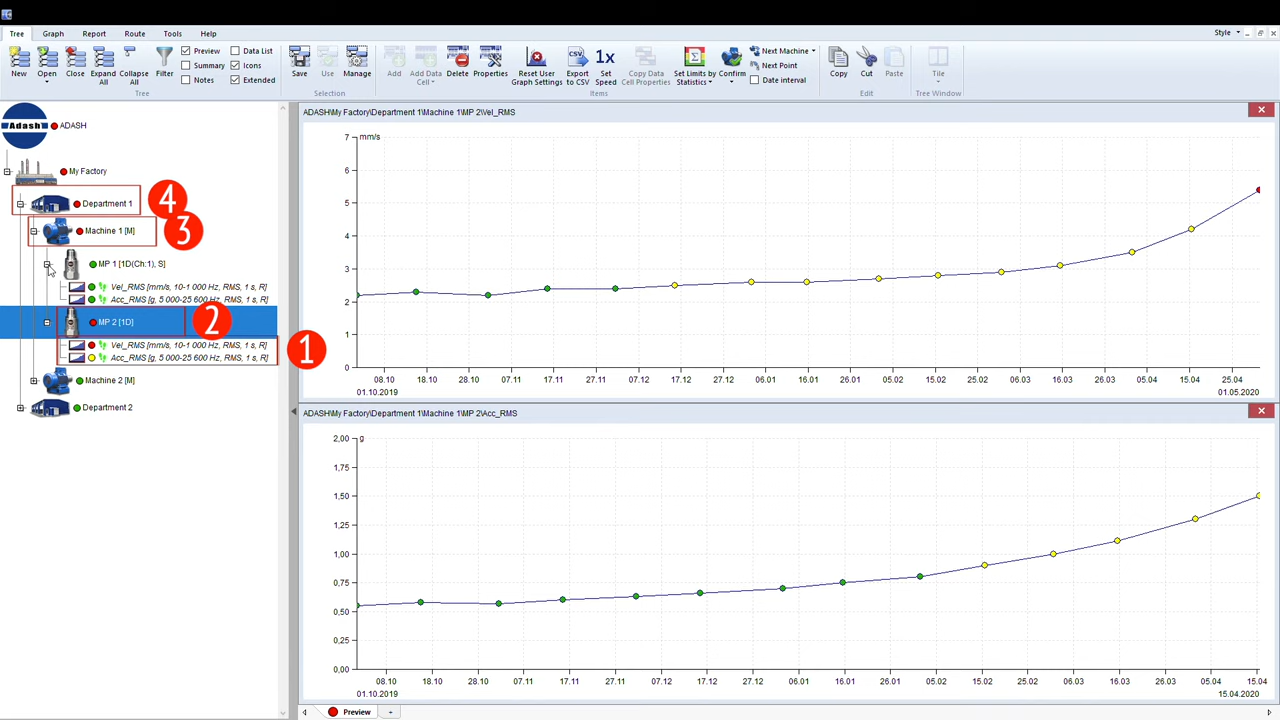 Tree Graph Report Route Tools Help Style
New Open Close Expand All Collapse All Filter
Preview Data List
Summary Icons
Notes Extended
Tree
Save Use Manage
Selection
Add Add Data Cell Delete Properties Reset User Graph Settings Export to CSV 1x Set Speed Copy Data Cell Properties Set Limits by Statistics Confirm
CSV
Next Machine
Next Point
Date interval
Items
Copy Cut Paste
Edit
Tile
Tree Window
Adash ADASH
My Factory
Department 1 4
Machine 1 [M] 3
MP 1 [1D(Ch:1), S]
Vel_RMS [mm/s, 10-1 000 Hz, RMS, 1 s, R]
Acc_RMS [g, 5 000-25 600 Hz, RMS, 1 s, R]
MP 2 [1D] 2
Vel_RMS [mm/s, 10-1 000 Hz, RMS, 1 s, R] 1
Acc_RMS [g, 5 000-25 600 Hz, RMS, 1 s, R]
Machine 2 [M]
Department 2
ADASH\My Factory\Department 1\Machine 1\MP 2\Vel_RMS
7 mm/s
6
5
4
3
2
1
0
08.10 18.10 28.10 07.11 17.11 27.11 07.12 17.12 27.12 06.01 16.01 26.01 05.02 15.02 25.02 06.03 16.03 26.03 05.04 15.04 25.04
01.10.2019 01.05.2020
ADASH\My Factory\Department 1\Machine 1\MP 2\Acc_RMS
2,00 g
1,75
1,50
1,25
1,00
0,75
0,50
0,25
0,00
08.10 18.10 28.10 07.11 17.11 27.11 07.12 17.12 27.12 06.01 16.01 26.01 05.02 15.02 25.02 06.03 16.03 26.03 05.04 15.04
01.10.2019 15.04.2020
Preview +